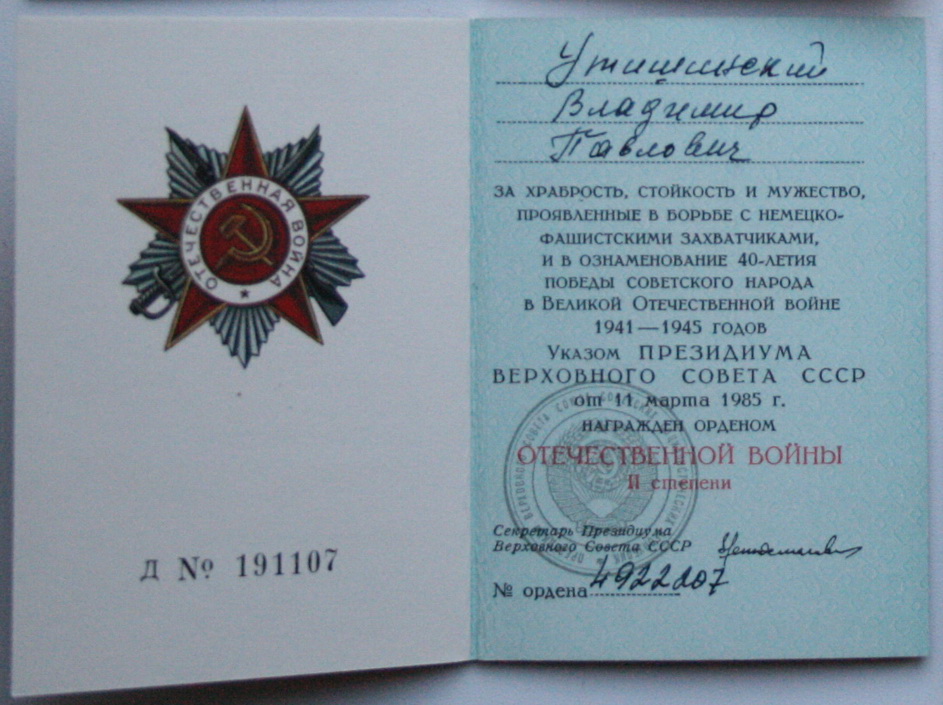 ОТЕЧЕСТВЕННАЯ ВОЙНА
Д № 191107
Утишинский
Владимир
Павлович
ЗА ХРАБРОСТЬ, СТОЙКОСТЬ И МУЖЕСТВО,
ПРОЯВЛЕННЫЕ В БОРЬБЕ С НЕМЕЦКО-
ФАШИСТСКИМИ ЗАХВАТЧИКАМИ,
И В ОЗНАМЕНОВАНИЕ 40-ЛЕТИЯ
ПОБЕДЫ СОВЕТСКОГО НАРОДА
В ВЕЛИКОЙ ОТЕЧЕСТВЕННОЙ ВОЙНЕ
1941—1945 ГОДОВ
УКАЗОМ ПРЕЗИДИУМА
ВЕРХОВНОГО СОВЕТА СССР
от 11 марта 1985 г.
НАГРАЖДЕН ОРДЕНОМ
ОТЕЧЕСТВЕННОЙ ВОЙНЫ
II степени
Секретарь Президиума
Верховного Совета СССР
№ ордена 4922207